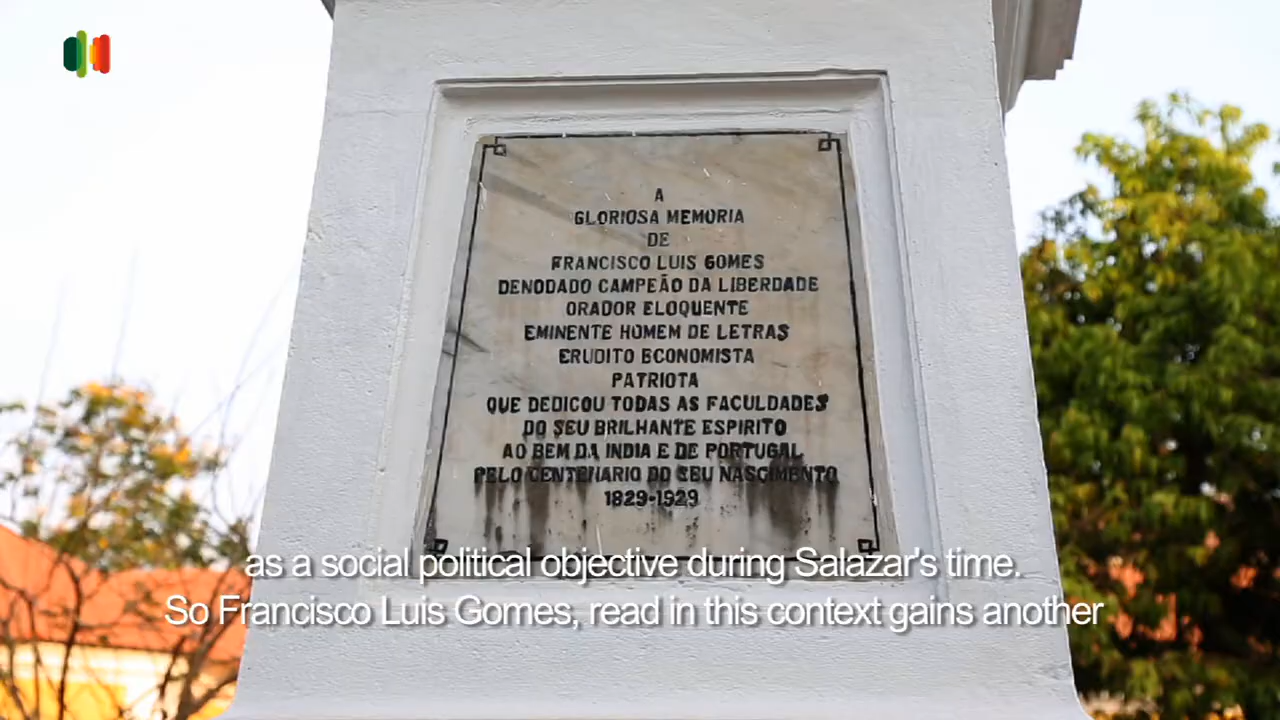 A
GLORIOSA MEMORIA
DE
FRANCISCO LUIS GOMES
DENODADO CAMPEÃO DA LIBERDADE
ORADOR ELOQUENTE
EMINENTE HOMEM DE LETRAS
ERUDITO ECONOMISTA
PATRIOTA
QUE DEDICOU TODAS AS FACULDADES
DO SEU BRILHANTE ESPIRITO
AO BEM DA INDIA E DE PORTUGAL
PELO CENTENARIO DO SEU NASCIMENTO
1829-1929
as a social political objective during Salazar's time.
So Francisco Luis Gomes, read in this context gains another